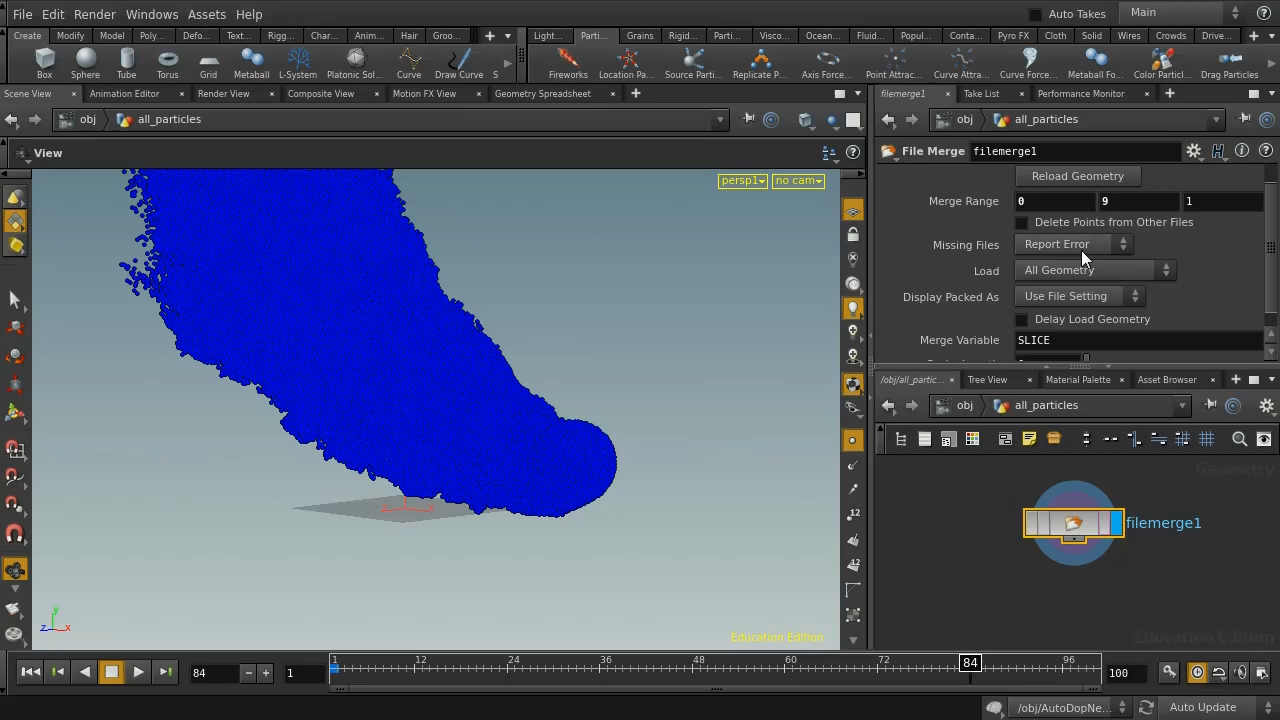 File Edit Render Windows Assets Help Auto Takes Main
Create Modify Model Poly... Defo... Text... Rigg... Char... Anim... Hair Groo... Light... Parti... Grains Rigid... Parti... Visco... Ocean... Fluid... Popul... Conta... Pyro FX Cloth Solid Wires Crowds Drive...
Box Sphere Tube Torus Grid Metaball L-System Platonic Sol... Curve Draw Curve S Fireworks Location Pa... Source Parti... Replicate P... Axis Force... Point Attrac... Curve Attra... Curve Force... Metaball Fo... Color Particl... Drag Particles
Scene View Animation Editor Render View Composite View Motion FX View Geometry Spreadsheet filemerge1 Take List Performance Monitor
obj all_particles obj all_particles
View File Merge filemerge1
persp1 no cam
Reload Geometry
Merge Range 0 9 1
Delete Points from Other Files
Missing Files Report Error
Load All Geometry
Display Packed As Use File Setting
Delay Load Geometry
Merge Variable SLICE
/obj/all_partic... Tree View Material Palette Asset Browser
obj all_particles
Geometry
filemerge1
Education Edition Education Edition
84 1 1 12 24 36 48 60 72 84 96 100
/obj/AutoDopNe... Auto Update